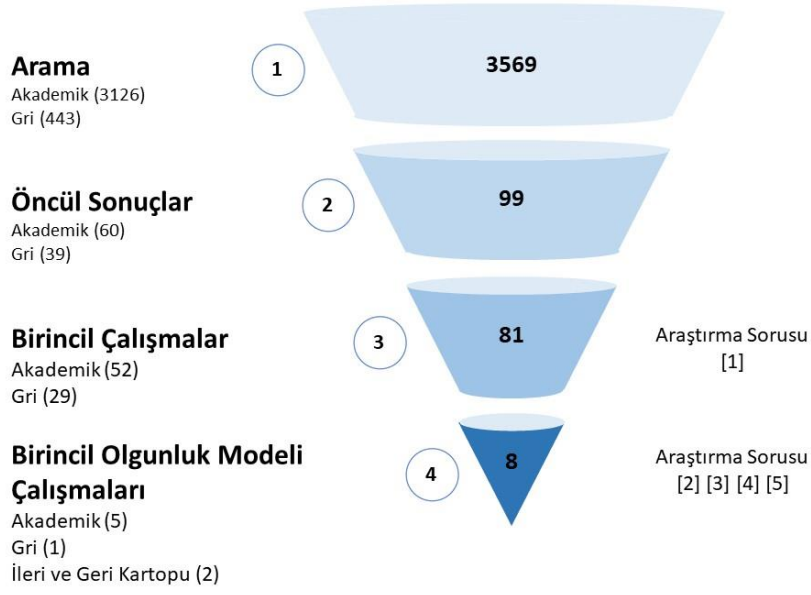 Arama
Akademik (3126)
Gri (443)
1
3569
Öncül Sonuçlar
Akademik (60)
Gri (39)
2
99
Birincil Çalışmalar
Akademik (52)
Gri (29)
3
81
Araştırma Sorusu
[1]
Birincil Olgunluk Modeli
Çalışmaları
Akademik (5)
Gri (1)
İleri ve Geri Kartopu (2)
4
8
Araştırma Sorusu
[2] [3] [4] [5]